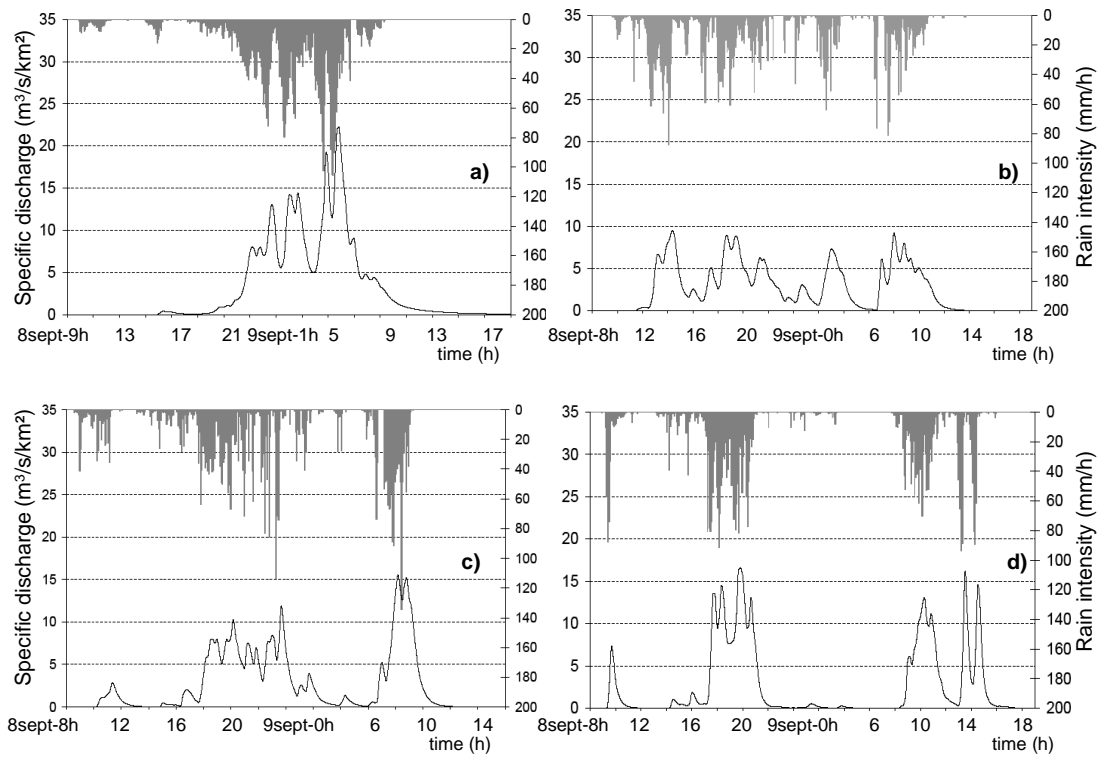 35 0
30 20
25 40
20 60
15 80
10 100
5 120
0 140
160
180
200
Specific discharge (m³/s/km²)
a)
8sept-9h 13 17 21 9sept-1h 5 9 13 17
time (h)
35 0
30 20
25 40
20 60
15 80
10 100
5 120
0 140
160
180
200
Rain intensity (mm/h)
b)
8sept-8h 12 16 20 9sept-0h 6 10 14 18
time (h)
35 0
30 20
25 40
20 60
15 80
10 100
5 120
0 140
160
180
200
Specific discharge (m³/s/km²)
c)
8sept-8h 12 16 20 9sept-0h 6 10 14
time (h)
35 0
30 20
25 40
20 60
15 80
10 100
5 120
0 140
160
180
200
Rain intensity (mm/h)
d)
8sept-8h 12 16 20 9sept-0h 6 10 14 18
time (h)